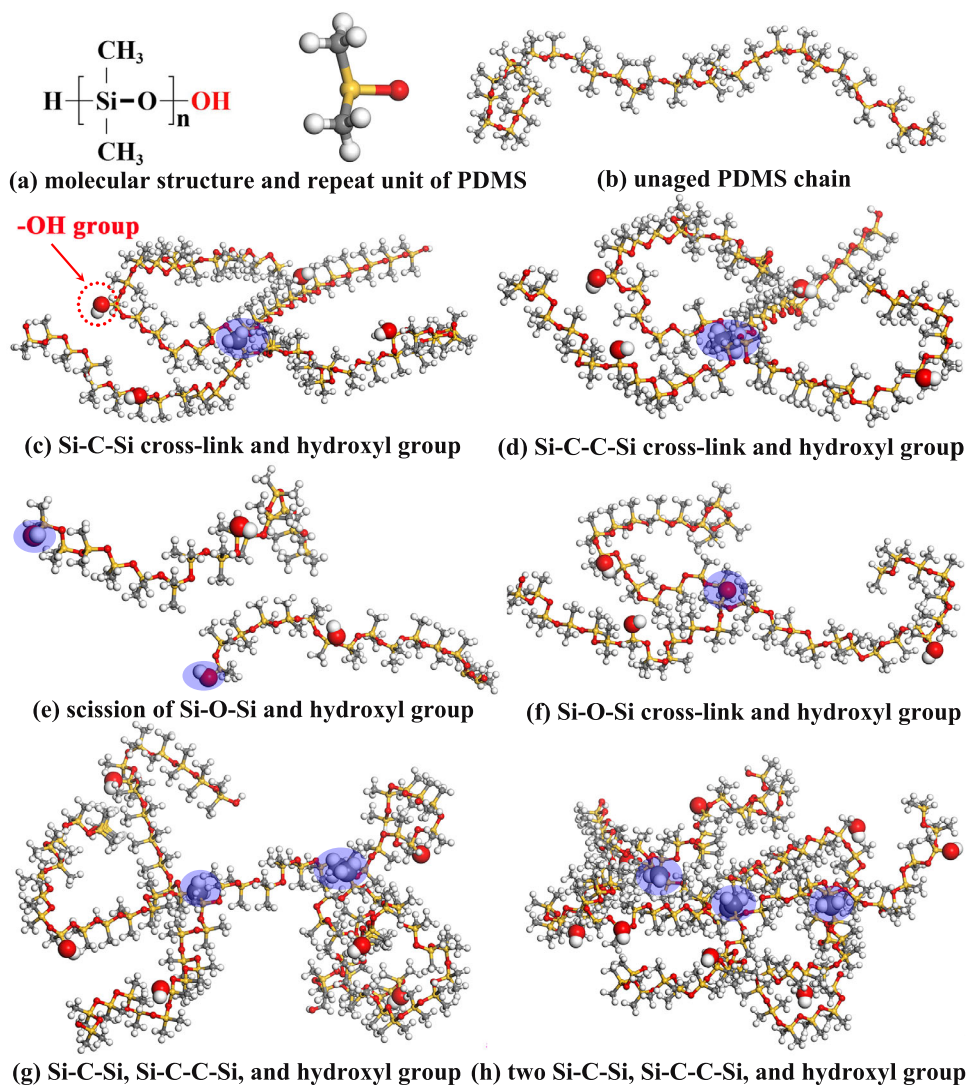 CH₃
H Si O OH
n
CH₃
(a) molecular structure and repeat unit of PDMS
(b) unaged PDMS chain
-OH group
(c) Si-C-Si cross-link and hydroxyl group
(d) Si-C-C-Si cross-link and hydroxyl group
(e) scission of Si-O-Si and hydroxyl group
(f) Si-O-Si cross-link and hydroxyl group
(g) Si-C-Si, Si-C-C-Si, and hydroxyl group
(h) two Si-C-Si, Si-C-C-Si, and hydroxyl group